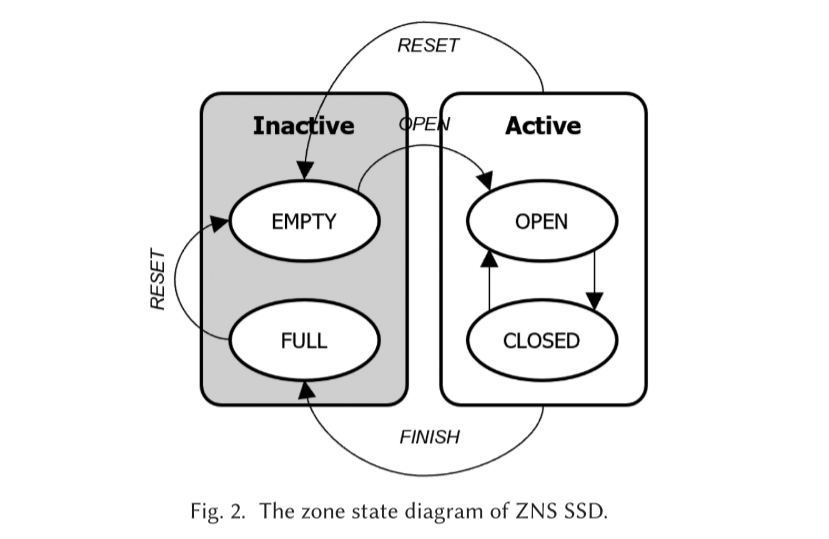 RESET
Inactive
OPEN
Active
EMPTY
OPEN
RESET
FULL
CLOSED
FINISH
Fig. 2. The zone state diagram of ZNS SSD.